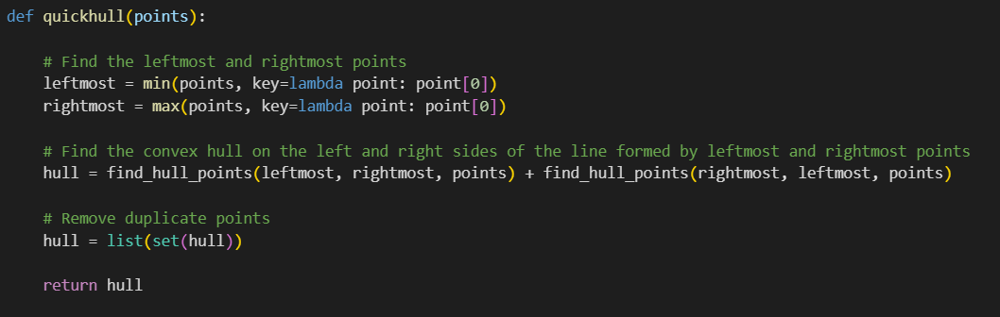 def quickhull(points):
    # Find the leftmost and rightmost points
    leftmost = min(points, key=lambda point: point[0])
    rightmost = max(points, key=lambda point: point[0])
    # Find the convex hull on the left and right sides of the line formed by leftmost and rightmost points
    hull = find_hull_points(leftmost, rightmost, points) + find_hull_points(rightmost, leftmost, points)
    # Remove duplicate points
    hull = list(set(hull))
    return hull